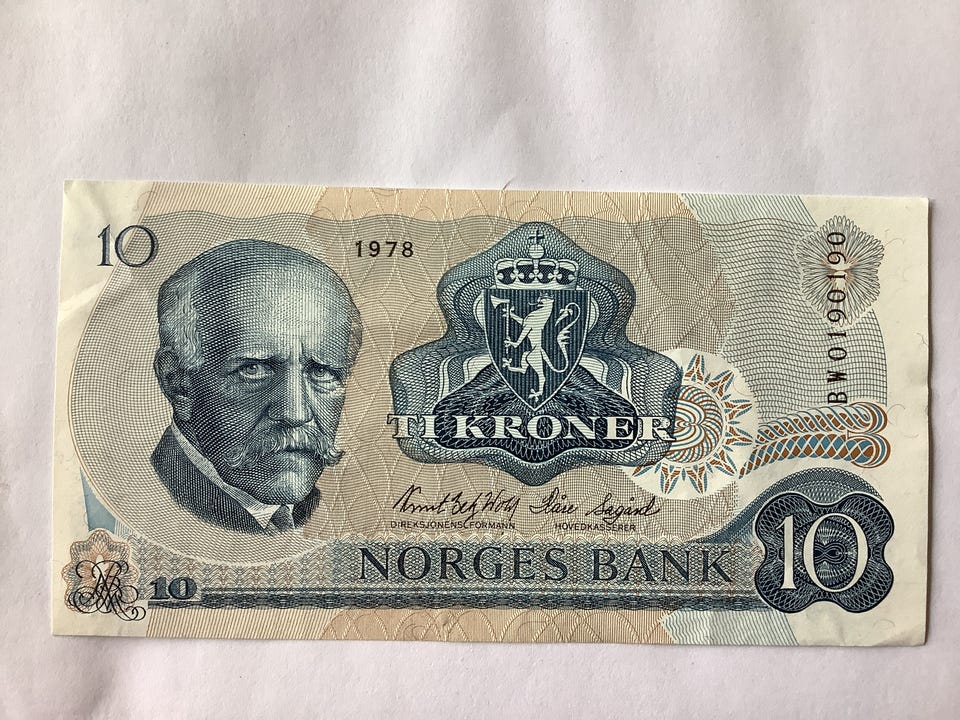 10
1978
BW0190190
TI KRONER
Knut Getz Wold Kåre Sagård
DIREKSJONENS FORMANN HOVEDKASSERER
NORGES BANK
10
10